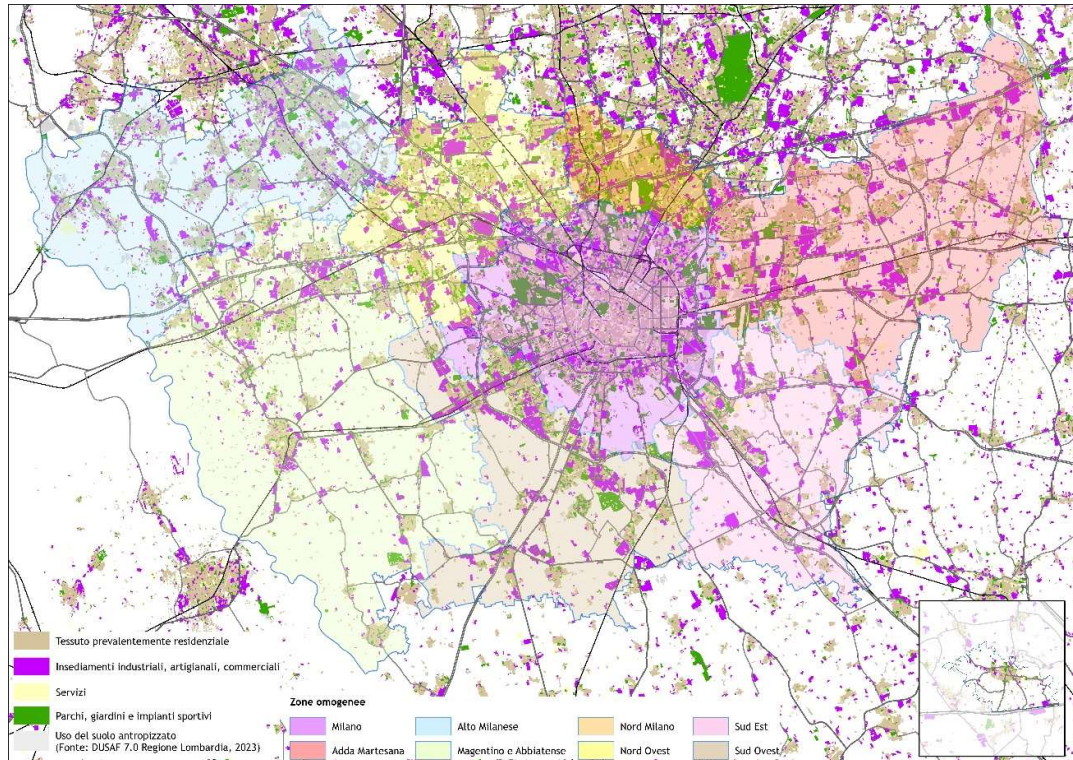 Tessuto prevalentemente residenziale
Insediamenti industriali, artigianali, commerciali
Servizi
Parchi, giardini e impianti sportivi
Uso del suolo antropizzato
(Fonte: DUSAF 7.0 Regione Lombardia, 2023)
Zone omogenee
Milano
Alto Milanese
Nord Milano
Sud Est
Adda Martesana
Magentino e Abbiatense
Nord Ovest
Sud Ovest